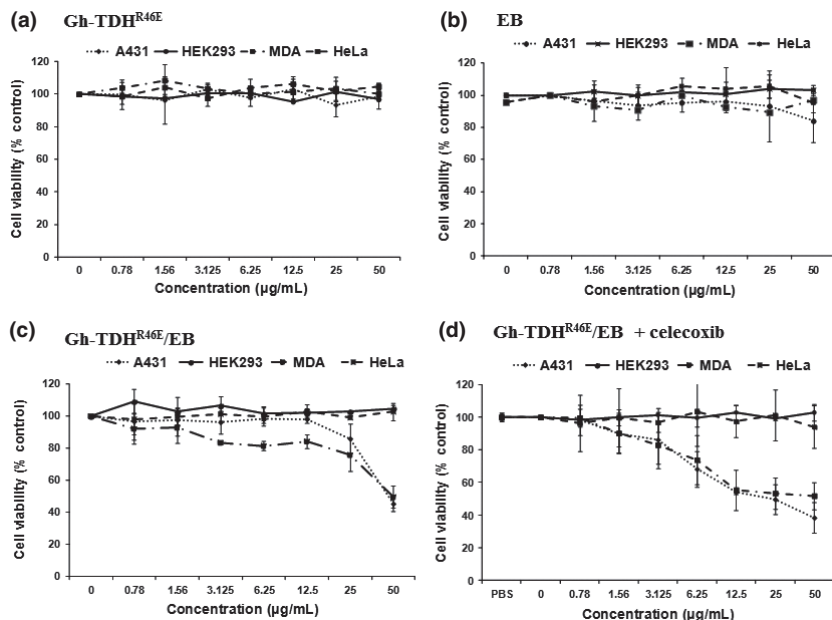 (a) Gh-TDH^R46E
A431 HEK293 MDA HeLa
Cell viability (% control)
120
100
80
60
40
20
0
0 0.78 1.56 3.125 6.25 12.5 25 50
Concentration (µg/mL)
(b) EB
A431 HEK293 MDA HeLa
Cell viability (% control)
120
100
80
60
40
20
0
0 0.78 1.56 3.125 6.25 12.5 25 50
Concentration (µg/mL)
(c) Gh-TDH^R46E/EB
A431 HEK293 MDA HeLa
Cell viability (% control)
120
100
80
60
40
20
0
0 0.78 1.56 3.125 6.25 12.5 25 50
Concentration (µg/mL)
(d) Gh-TDH^R46E/EB + celecoxib
A431 HEK293 MDA HeLa
Cell viability (% control)
120
100
80
60
40
20
0
PBS 0 0.78 1.56 3.125 6.25 12.5 25 50
Concentration (µg/mL)